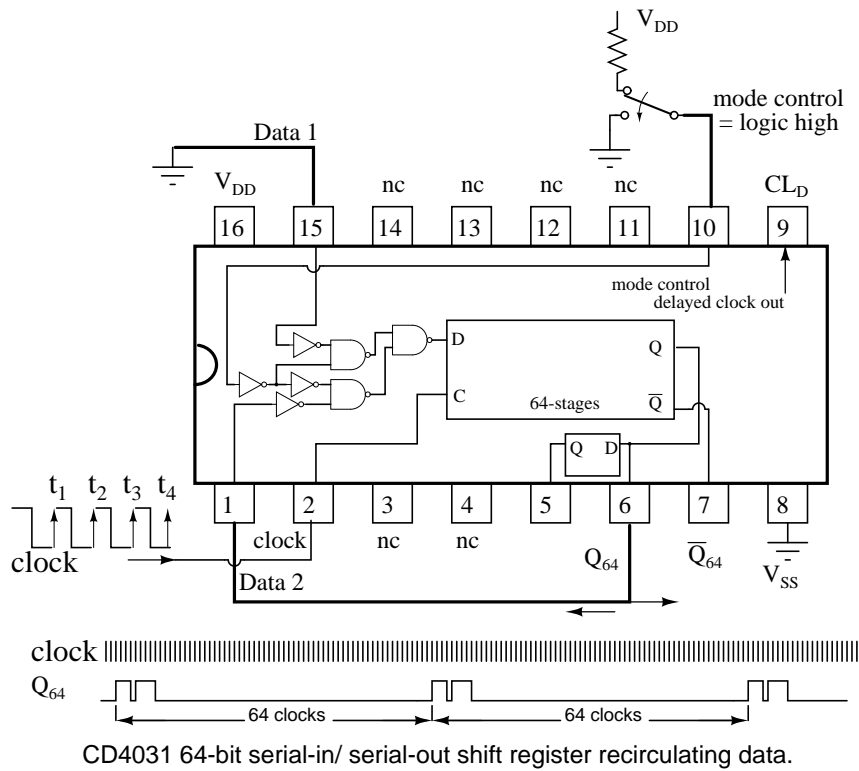 V_DD
mode control
= logic high
Data 1
V_DD nc nc nc nc CL_D
16 15 14 13 12 11 10 9
mode control
delayed clock out
D Q
C 64-stages Q̅
Q D
t_1 t_2 t_3 t_4
1 2 3 4 5 6 7 8
clock nc nc Q_64 Q̅_64 V_SS
clock
Data 2
clock
Q_64
64 clocks 64 clocks
CD4031 64-bit serial-in/ serial-out shift register recirculating data.